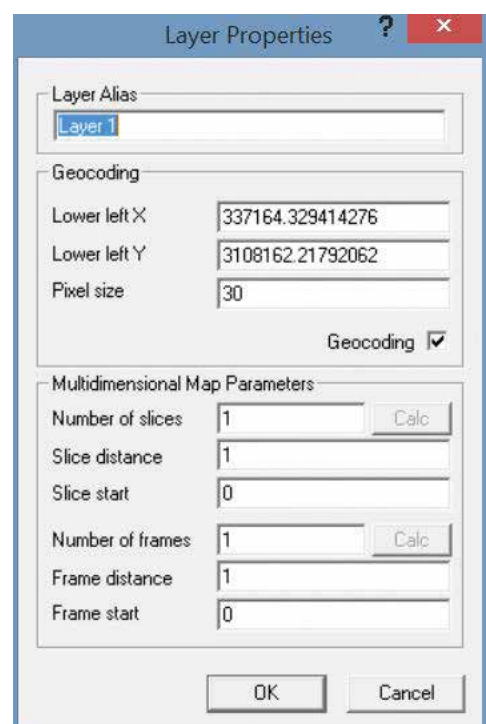 Layer Properties ? ×
Layer Alias
Layer 1
Geocoding
Lower left X 337164.329414276
Lower left Y 3108162.21792062
Pixel size 30
Geocoding
Multidimensional Map Parameters
Number of slices 1 Calc
Slice distance 1
Slice start 0
Number of frames 1 Calc
Frame distance 1
Frame start 0
OK Cancel